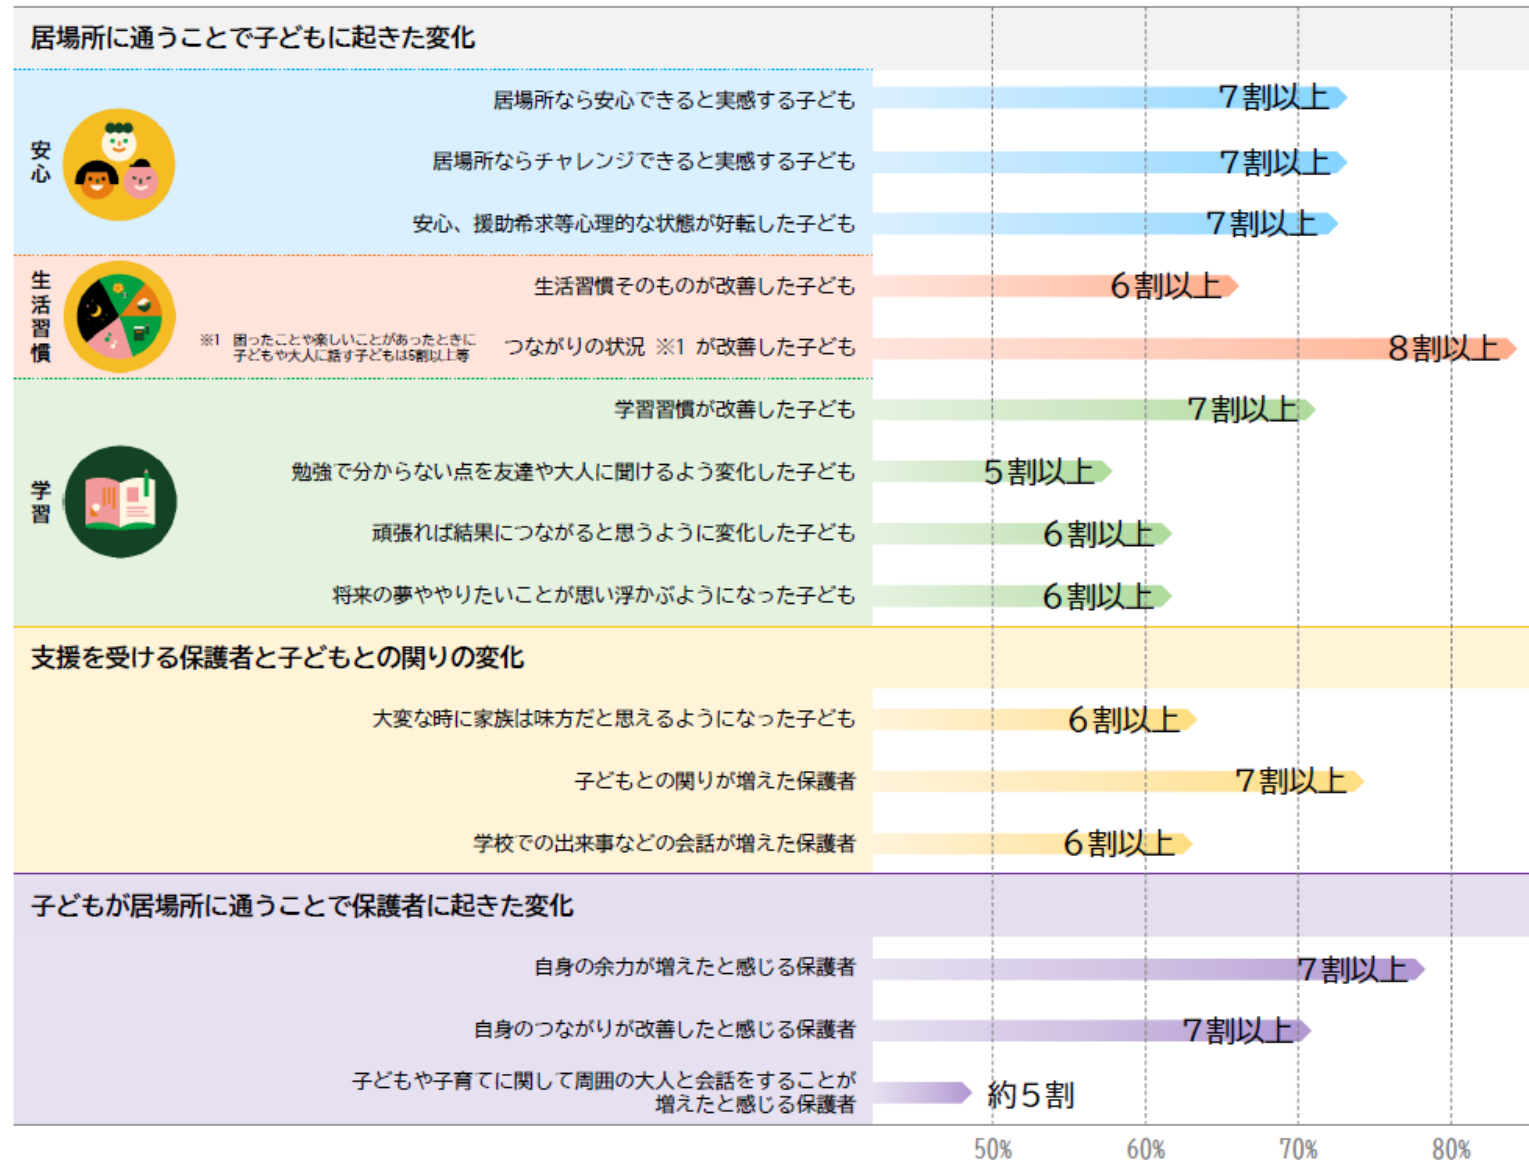 居場所に通うことで子どもに起きた変化
安心
居場所なら安心できると実感する子ども
7割以上
居場所ならチャレンジできると実感する子ども
7割以上
安心、援助希求等心理的な状態が好転した子ども
7割以上
生活習慣
生活習慣そのものが改善した子ども
6割以上
※1 困ったことや楽しいことがあったときに
子どもや大人に話す子どもは5割以上等
つながりの状況 ※1 が改善した子ども
8割以上
学習
学習習慣が改善した子ども
7割以上
勉強で分からない点を友達や大人に聞けるよう変化した子ども
5割以上
頑張れば結果につながると思うように変化した子ども
6割以上
将来の夢ややりたいことが思い浮かぶようになった子ども
6割以上
支援を受ける保護者と子どもとの関りの変化
大変な時に家族は味方だと思えるようになった子ども
6割以上
子どもとの関りが増えた保護者
7割以上
学校での出来事などの会話が増えた保護者
6割以上
子どもが居場所に通うことで保護者に起きた変化
自身の余力が増えたと感じる保護者
7割以上
自身のつながりが改善したと感じる保護者
7割以上
子どもや子育てに関して周囲の大人と会話をすることが
増えたと感じる保護者
約5割
50% 60% 70% 80%